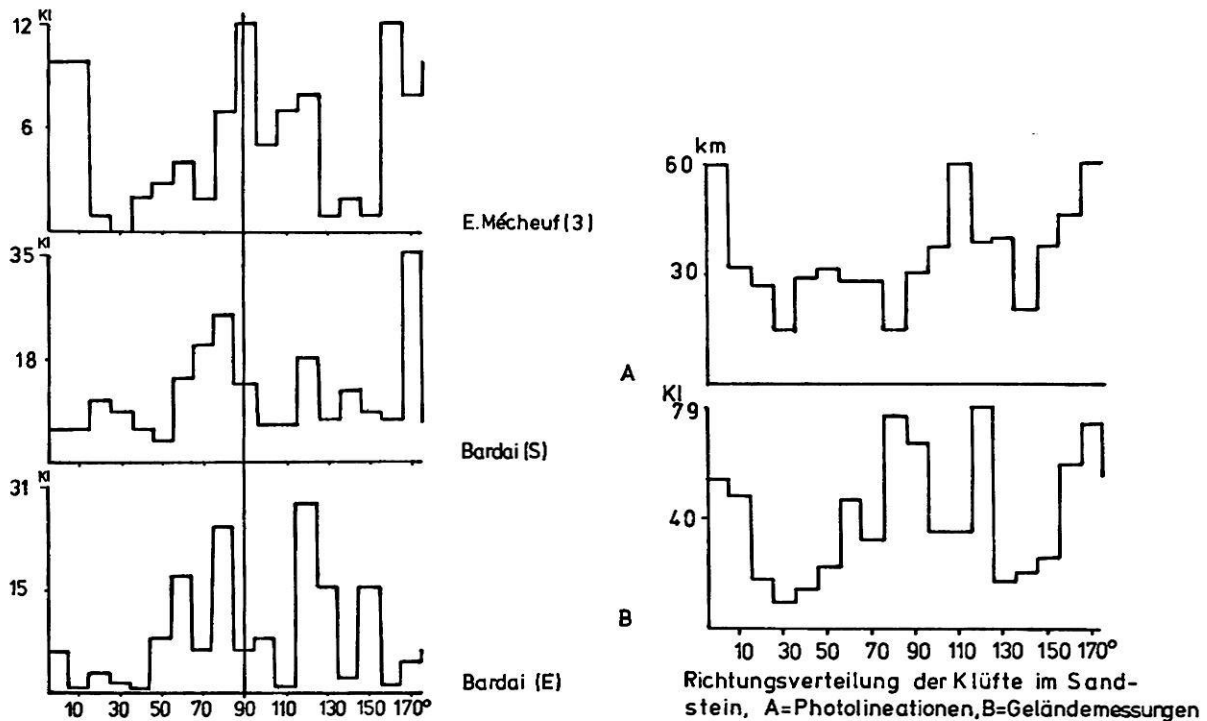 Kl
12
6
E.Mécheuf(3)
Kl
35
18
Bardai(S)
Kl
31
15
Bardai (E)
10 30 50 70 90 110 130 150 170°
km
60
30
A
Kl
79
40
B
10 30 50 70 90 110 130 150 170°
Richtungsverteilung der Klüfte im Sand-
stein, A=Photolineationen,B=Geländemessungen